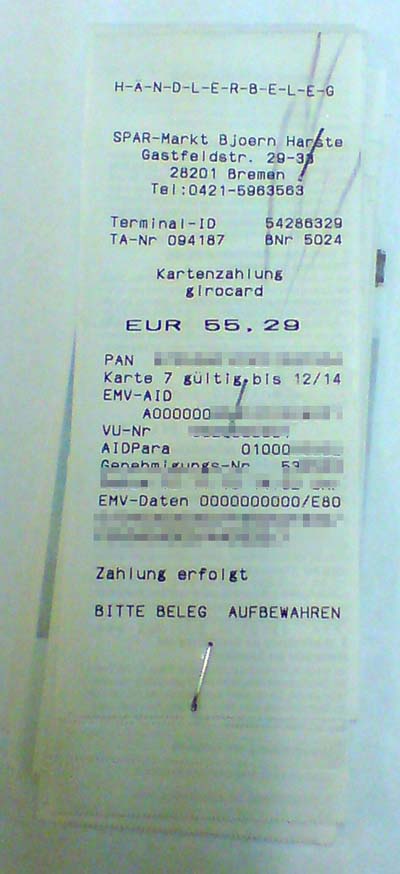 H-Ä-N-D-L-E-R-B-E-L-E-G
SPAR-Markt Bjoern Harste
Gastfeldstr. 29-33
28201 Bremen
Tel:0421-5963563
Terminal-ID 54286329
TA-Nr 094187 BNr 5024
Kartenzahlung
girocard
EUR 55,29
PAN
Karte 7 gültig bis 12/14
EMV-AID
A000000
VU-Nr
AIDPara 01000
Genehmigungs-Nr 53
EMV-Daten 0000000000/E80
Zahlung erfolgt
BITTE BELEG AUFBEWAHREN